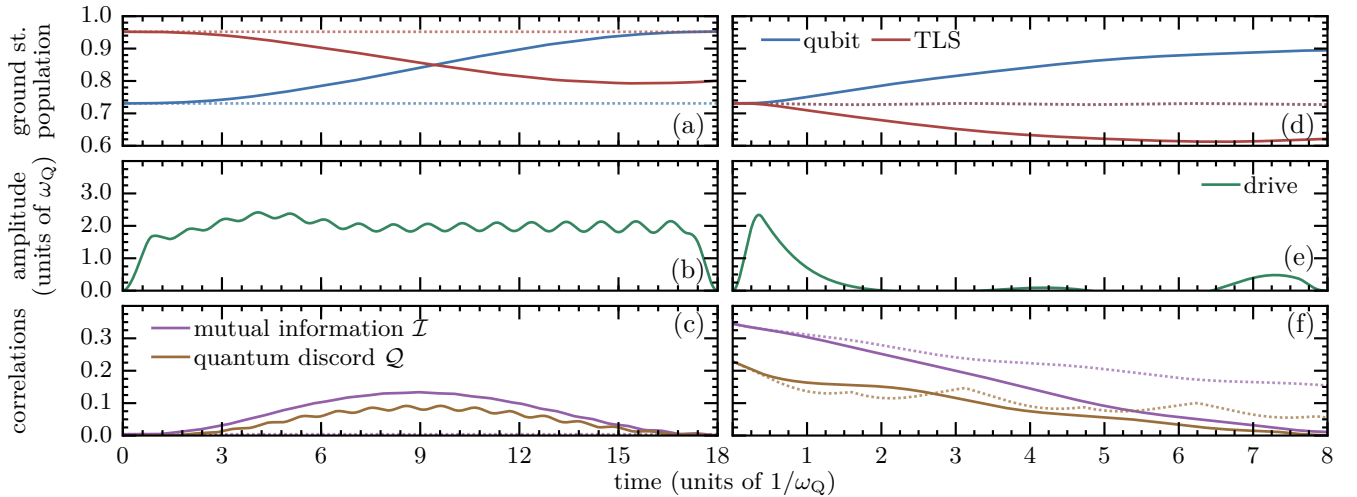 ground st.
population
1.0
0.9
0.8
0.7
0.6
(a)
qubit
TLS
(d)
amplitude
(units of ω_Q)
3.0
2.0
1.0
0.0
(b)
drive
(e)
correlations
0.3
0.2
0.1
0.0
mutual information ℐ
quantum discord 𝒬
(c)
(f)
0 3 6 9 12 15 18
1 2 3 4 5 6 7 8
time (units of 1/ω_Q)